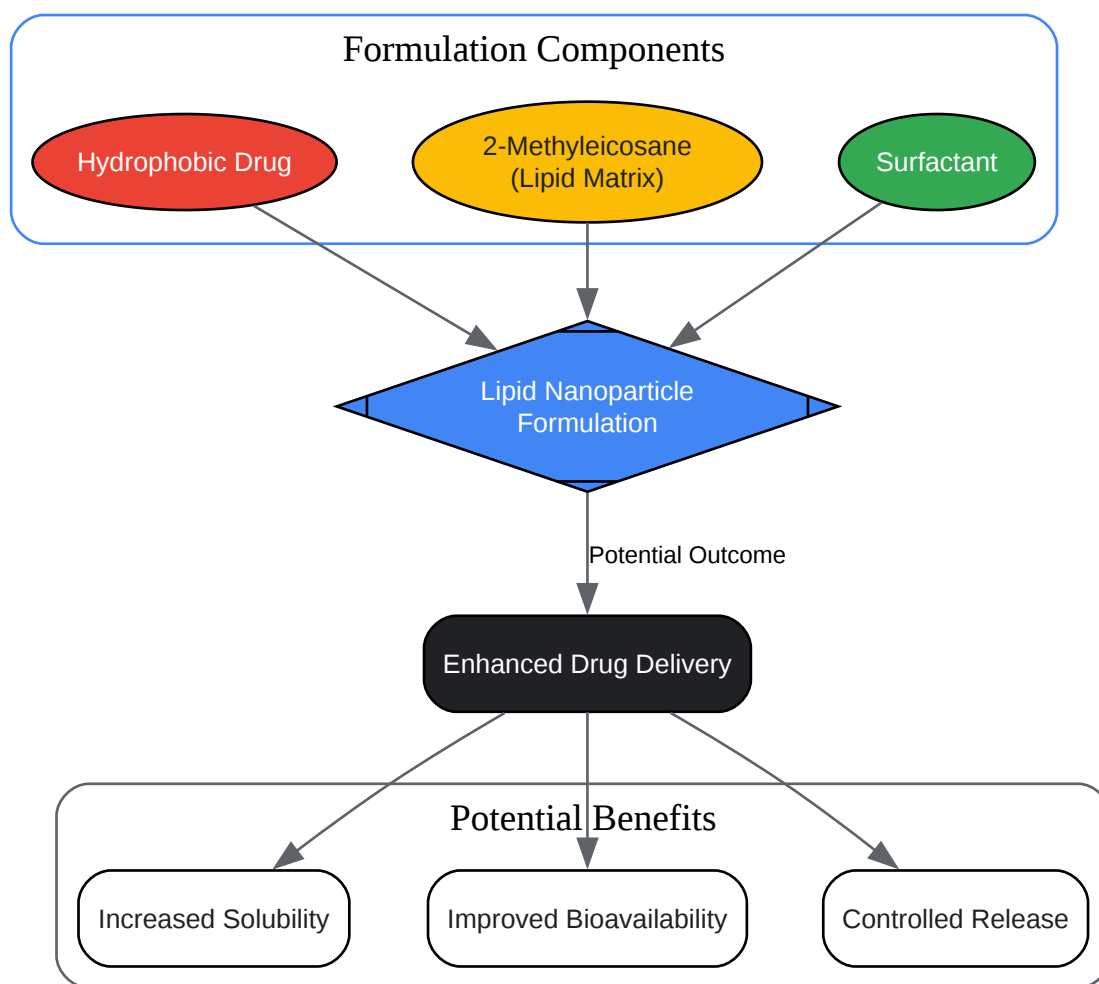 Formulation Components
Hydrophobic Drug
2-Methyleicosane
(Lipid Matrix)
Surfactant
Lipid Nanoparticle
Formulation
Potential Outcome
Enhanced Drug Delivery
Potential Benefits
Increased Solubility
Improved Bioavailability
Controlled Release